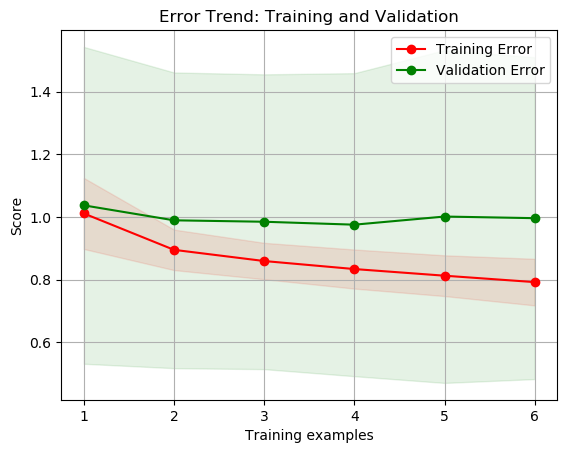 Error Trend: Training and Validation
Training Error
Validation Error
Score
1.4
1.2
1.0
0.8
0.6
1 2 3 4 5 6
Training examples